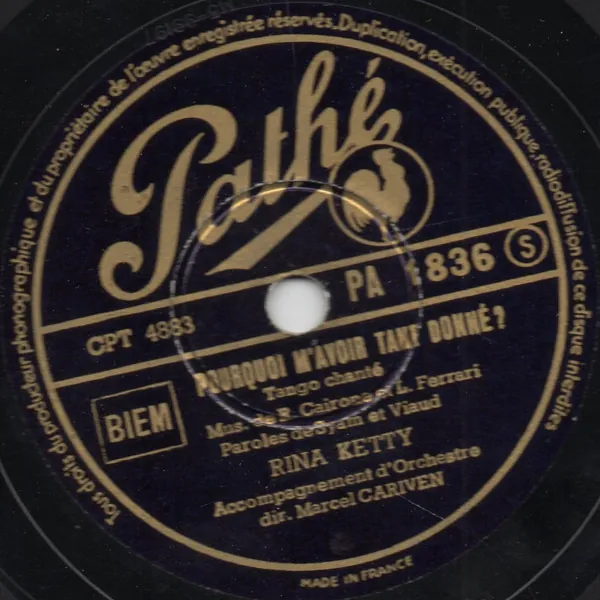 Tous droits du producteur phonographique et du propriétaire de l'œuvre enregistrée réservés. Duplication, exécution publique, radiodiffusion de ce disque interdites
Pathé
PA 1836 S
CPT 4883
POURQUOI M'AVOIR TAKE DONNÉ?
Tango chanté
BIEM
Mus. de R. Cairone et L. Ferrari
Paroles de Syam et Viaud
RINA KETTY
Accompagnement d'Orchestre
dir. Marcel CARIVEN
MADE IN FRANCE